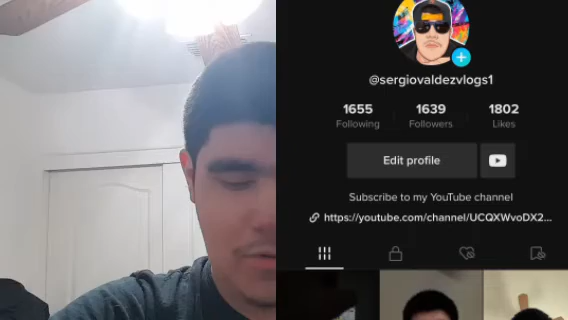 @sergiovaldezvlogs1
1655 1639 1802
Following Followers Likes
Edit profile
Subscribe to my YouTube channel
https://youtube.com/channel/UCQXWvoDX2...